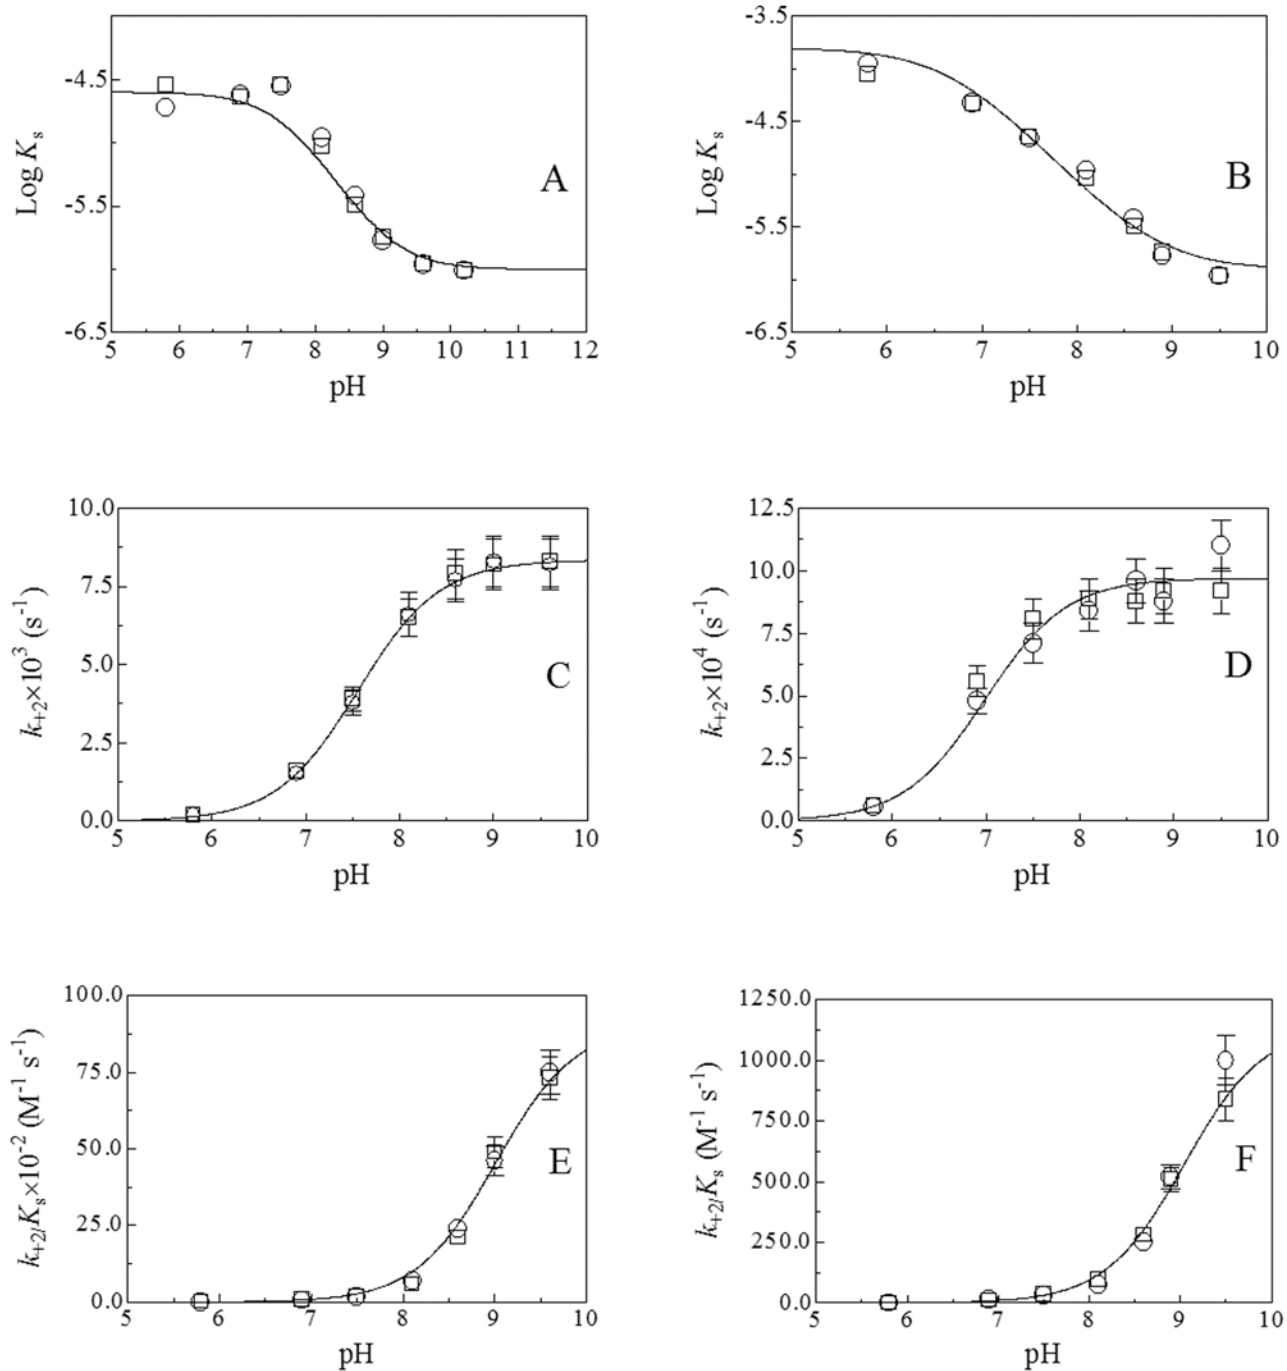 -4.5
-5.5
-6.5
Log Ks
5 6 7 8 9 10 11 12
pH
A
-3.5
-4.5
-5.5
-6.5
Log Ks
5 6 7 8 9 10
pH
B
10.0
7.5
5.0
2.5
0.0
k+2×10³ (s⁻¹)
5 6 7 8 9 10
pH
C
12.5
10.0
7.5
5.0
2.5
0.0
k+2×10⁴ (s⁻¹)
5 6 7 8 9 10
pH
D
100.0
75.0
50.0
25.0
0.0
k+2/Ks×10⁻² (M⁻¹ s⁻¹)
5 6 7 8 9 10
pH
E
1250.0
1000.0
750.0
500.0
250.0
0.0
k+2/Ks (M⁻¹ s⁻¹)
5 6 7 8 9 10
pH
F